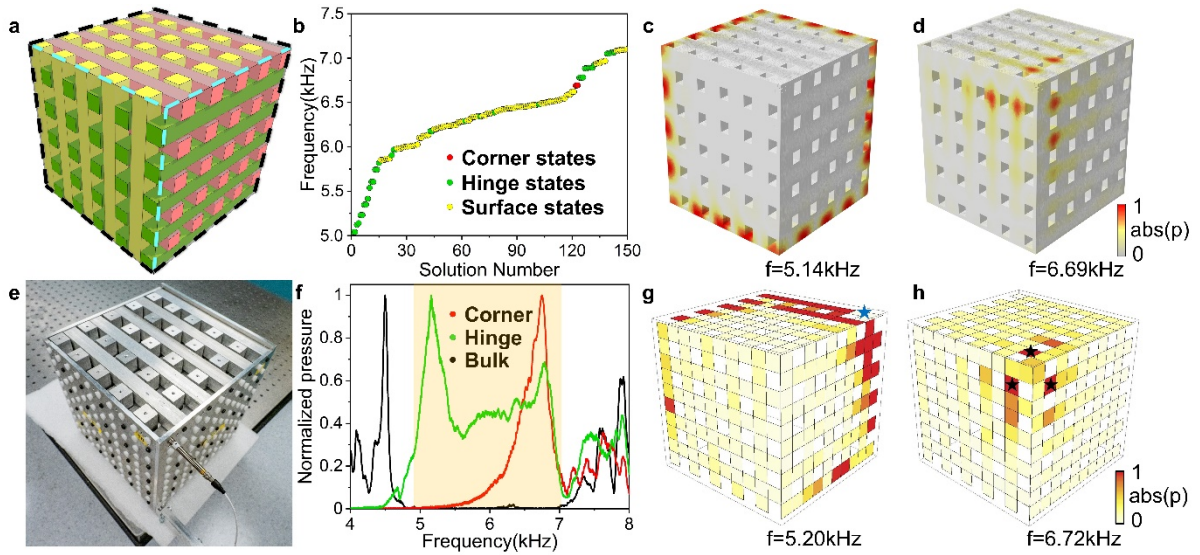 a
b
Frequency(kHz)
7.5
7.0
6.5
6.0
5.5
5.0
Corner states
Hinge states
Surface states
0 30 60 90 120 150
Solution Number
c
f=5.14kHz
d
1
abs(p)
0
f=6.69kHz
e
f
Normalized pressure
1
0.8
0.6
0.4
0.2
0
Corner
Hinge
Bulk
4 5 6 7 8
Frequency(kHz)
g
f=5.20kHz
h
1
abs(p)
0
f=6.72kHz